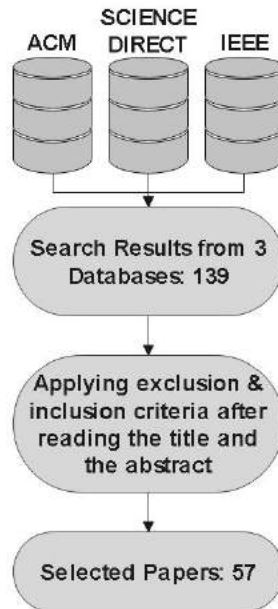 SCIENCE
ACM DIRECT IEEE
Search Results from 3
Databases: 139
Applying exclusion &
inclusion criteria after
reading the title and
the abstract
Selected Papers: 57